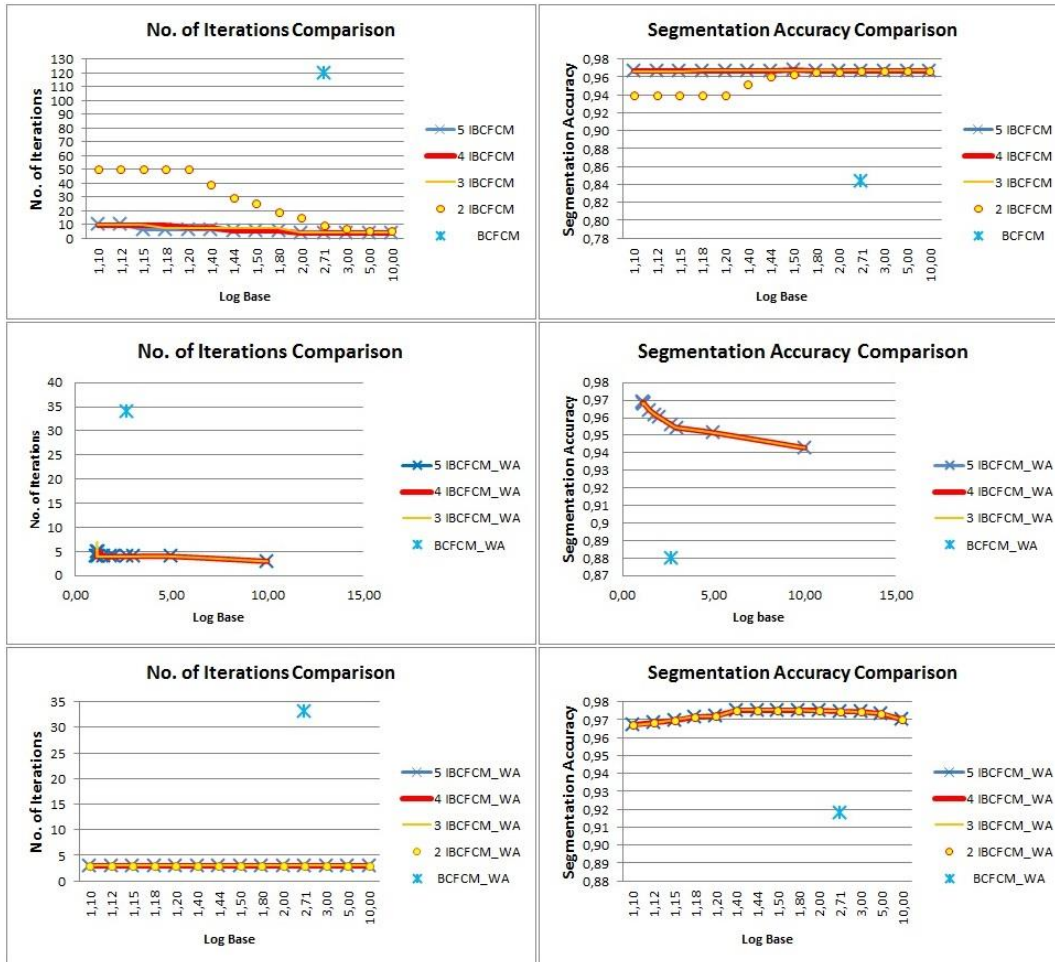 No. of Iterations Comparison
No. of Iterations
130
120
110
100
90
80
70
60
50
40
30
20
10
0
1,10
1,12
1,15
1,18
1,20
1,40
1,44
1,50
1,80
2,00
2,71
3,00
5,00
10,00
Log Base
5 IBCFCM
4 IBCFCM
3 IBCFCM
2 IBCFCM
BCFCM
Segmentation Accuracy Comparison
Segmentation Accuracy
0,98
0,96
0,94
0,92
0,90
0,88
0,86
0,84
0,82
0,80
0,78
1,10
1,12
1,15
1,18
1,20
1,40
1,44
1,50
1,80
2,00
2,71
3,00
5,00
10,00
Log Base
5 IBCFCM
4 IBCFCM
3 IBCFCM
2 IBCFCM
BCFCM
No. of Iterations Comparison
No. of Iterations
40
35
30
25
20
15
10
5
0
0,00
5,00
10,00
15,00
Log Base
5 IBCFCM_WA
4 IBCFCM_WA
3 IBCFCM_WA
BCFCM_WA
Segmentation Accuracy Comparison
Segmentation Accuracy
0,98
0,97
0,96
0,95
0,94
0,93
0,92
0,91
0,9
0,89
0,88
0,87
0,00
5,00
10,00
15,00
Log base
5 IBCFCM_WA
4 IBCFCM_WA
3 IBCFCM_WA
BCFCM_WA
No. of Iterations Comparison
No. of Iterations
35
30
25
20
15
10
5
0
1,10
1,12
1,15
1,18
1,20
1,40
1,44
1,50
1,80
2,00
2,71
3,00
5,00
10,00
Log Base
5 IBCFCM_WA
4 IBCFCM_WA
3 IBCFCM_WA
2 IBCFCM_WA
BCFCM_WA
Segmentation Accuracy Comparison
Segmentation Accuracy
0,98
0,97
0,96
0,95
0,94
0,93
0,92
0,91
0,90
0,89
0,88
1,10
1,12
1,15
1,18
1,20
1,40
1,44
1,50
1,80
2,00
2,71
3,00
5,00
10,00
Log Base
5 IBCFCM_WA
4 IBCFCM_WA
3 IBCFCM_WA
2 IBCFCM_WA
BCFCM_WA